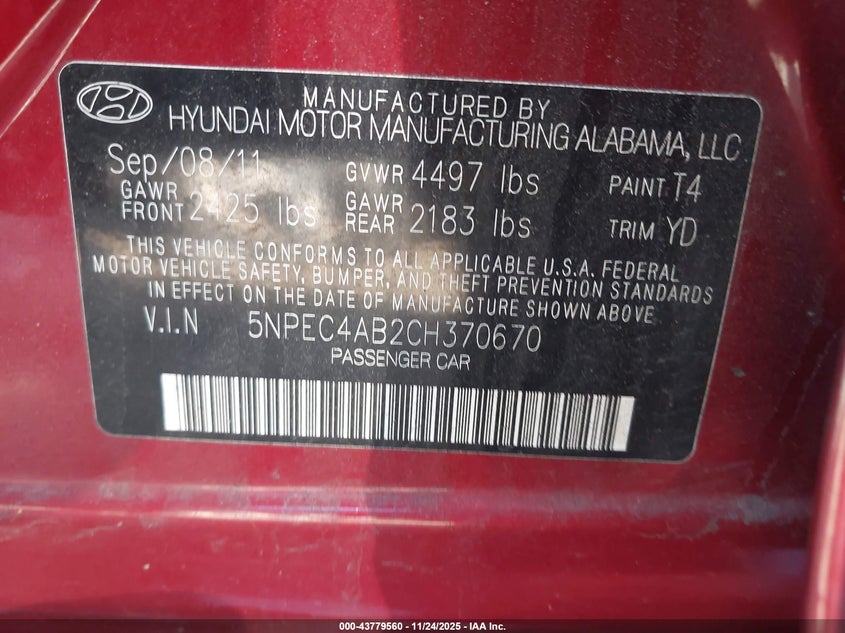 MANUFACTURED BY
HYUNDAI MOTOR MANUFACTURING ALABAMA, LLC
Sep/08/11 GVWR 4497 lbs PAINT T4
GAWR FRONT 2425 lbs GAWR REAR 2183 lbs TRIM YD
THIS VEHICLE CONFORMS TO ALL APPLICABLE U.S.A. FEDERAL
MOTOR VEHICLE SAFETY, BUMPER, AND THEFT PREVENTION STANDARDS
IN EFFECT ON THE DATE OF MANUFACTURE SHOWN ABOVE
V.I.N 5NPEC4AB2CH370670
PASSENGER CAR
000-43779560 - 11/24/2025 - IAA Inc.